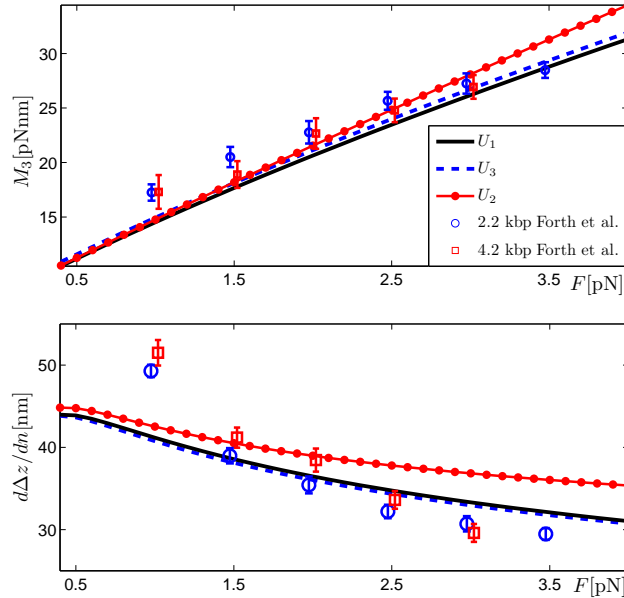 30
25
20
15
M₃[pNnm]
U₁
U₃
U₂
2.2 kbp Forth et al.
4.2 kbp Forth et al.
0.5 1.5 2.5 3.5
F[pN]
50
40
30
dΔz/dn[nm]
0.5 1.5 2.5 3.5
F[pN]